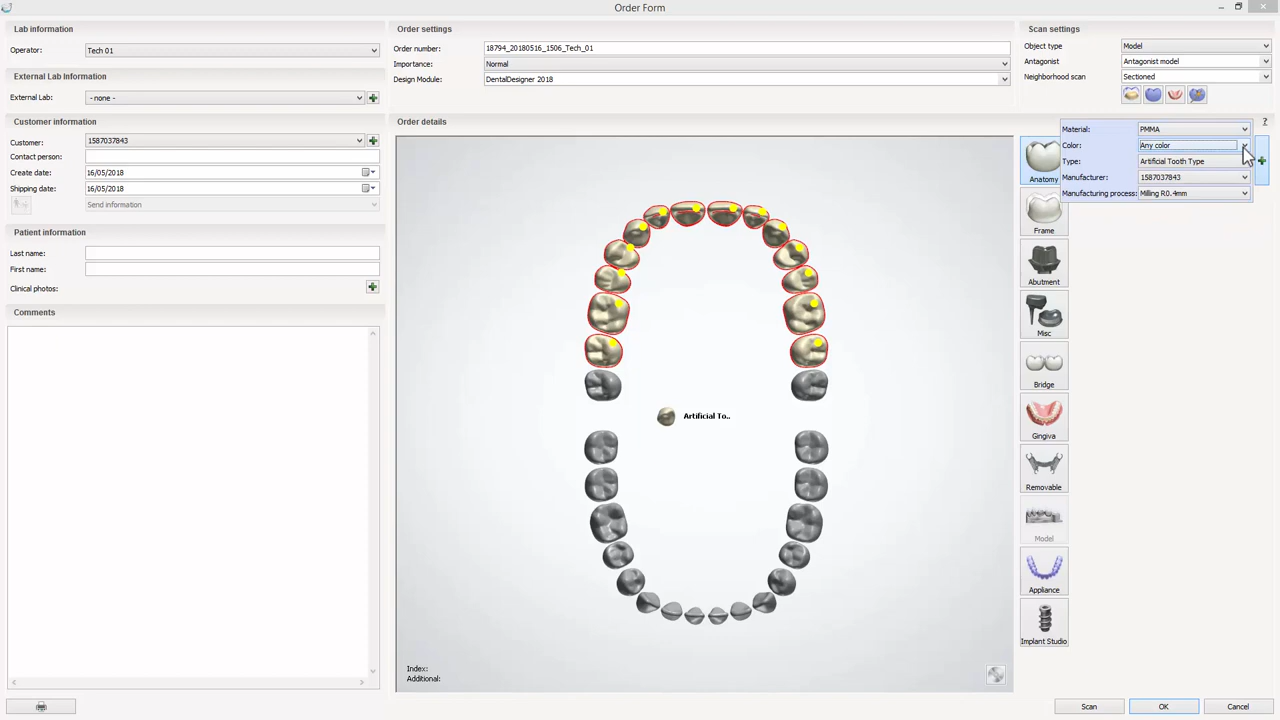 Order Form
Lab information
Operator: Tech 01
External Lab Information
External Lab: - none -
Customer information
Customer: 1587037843
Contact person:
Create date: 16/05/2018
Shipping date: 16/05/2018
Send information
Patient information
Last name:
First name:
Clinical photos:
Comments
Order settings
Order number: 18794_20180516_1506_Tech_01
Importance: Normal
Design Module: DentalDesigner 2018
Order details
Artificial To..
Index:
Additional:
Scan settings
Object type Model
Antagonist Antagonist model
Neighborhood scan Sectioned
?
Material: PMMA
Color: Any color
Type: Artificial Tooth Type
Manufacturer: 1587037843
Manufacturing process: Milling R0.4mm
Anatomy
Frame
Abutment
Misc
Bridge
Gingiva
Removable
Model
Appliance
Implant Studio
Scan
OK
Cancel